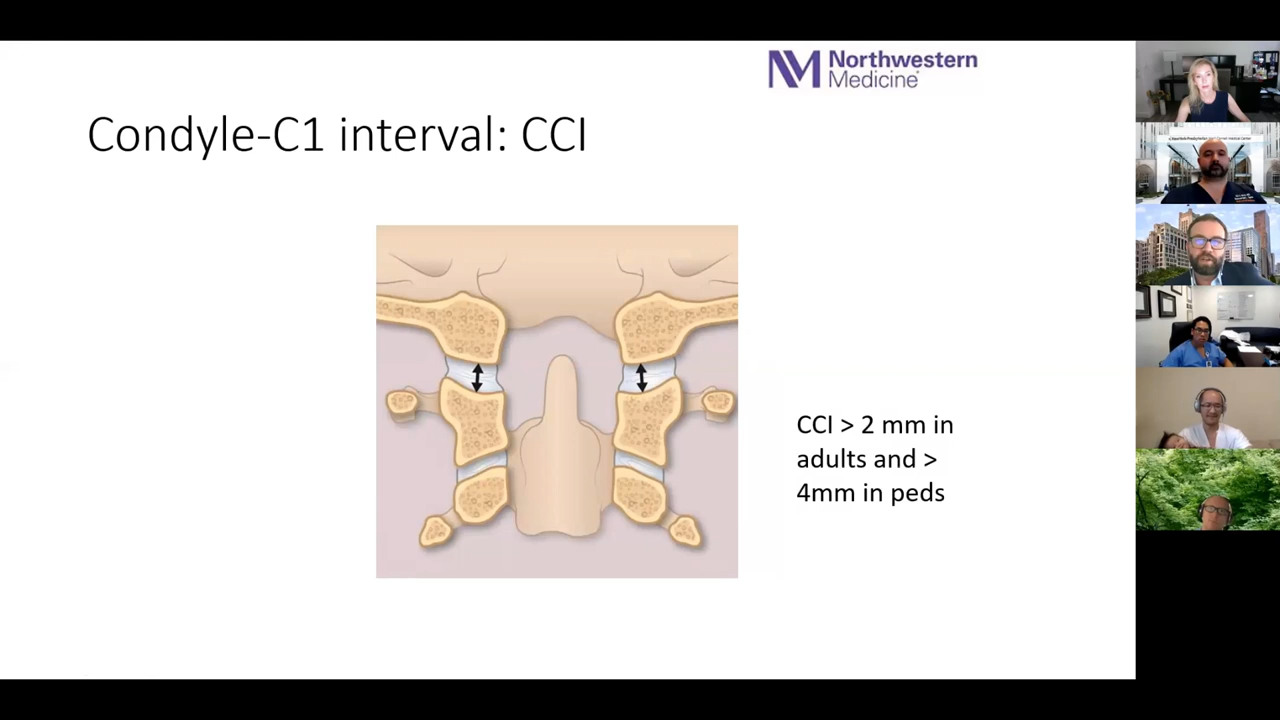 Northwestern
Medicine
Condyle-C1 interval: CCI
CCI > 2 mm in
adults and >
4mm in peds